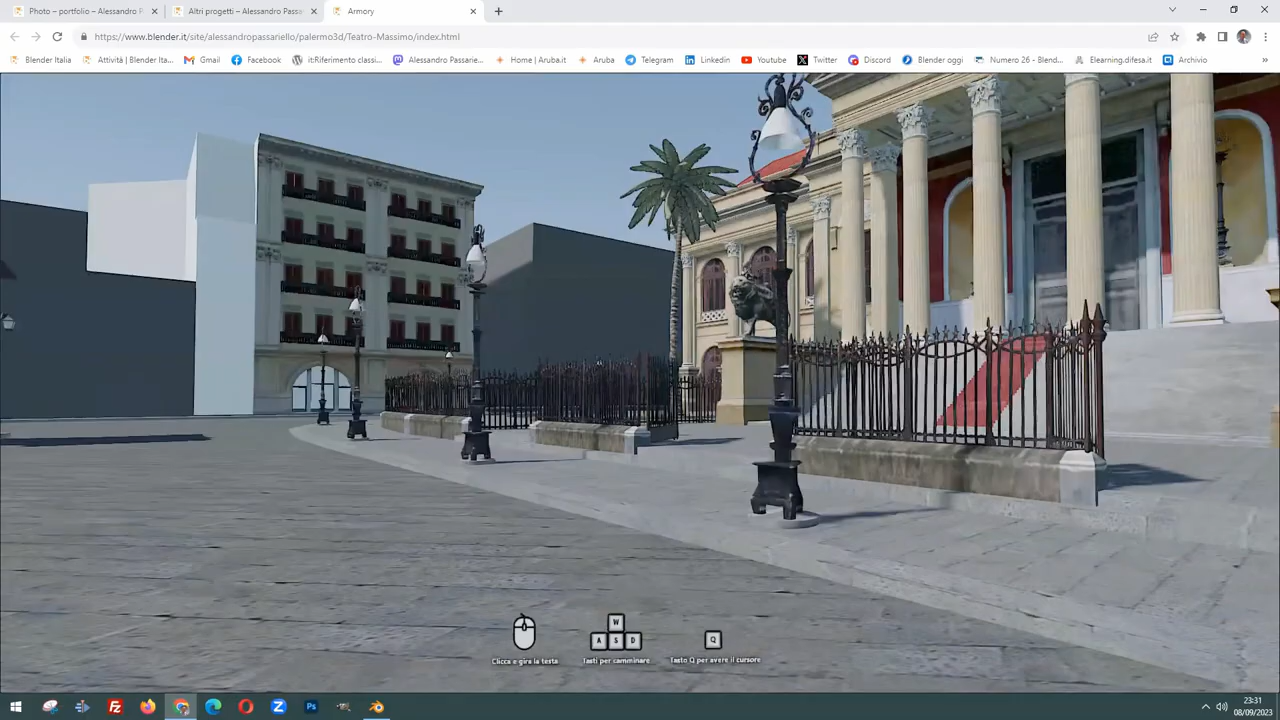 Photo – portfolio – Alessandro P
Altri progetti – Alessandro Passa
Armory
https://www.blender.it/site/alessandropassariello/palermo3d/Teatro-Massimo/index.html
Blender Italia
Attività | Blender Ita...
Gmail
Facebook
it:Riferimento classi...
Alessandro Passarie...
Home | Aruba.it
Aruba
Telegram
Linkedin
Youtube
Twitter
Discord
Blender oggi
Numero 26 - Blend...
Elearning.difesa.it
Archivio
W
A S D
Q
Clicca e gira la testa
Tasti per camminare
Tasto Q per avere il cursore
23:31
08/09/2023